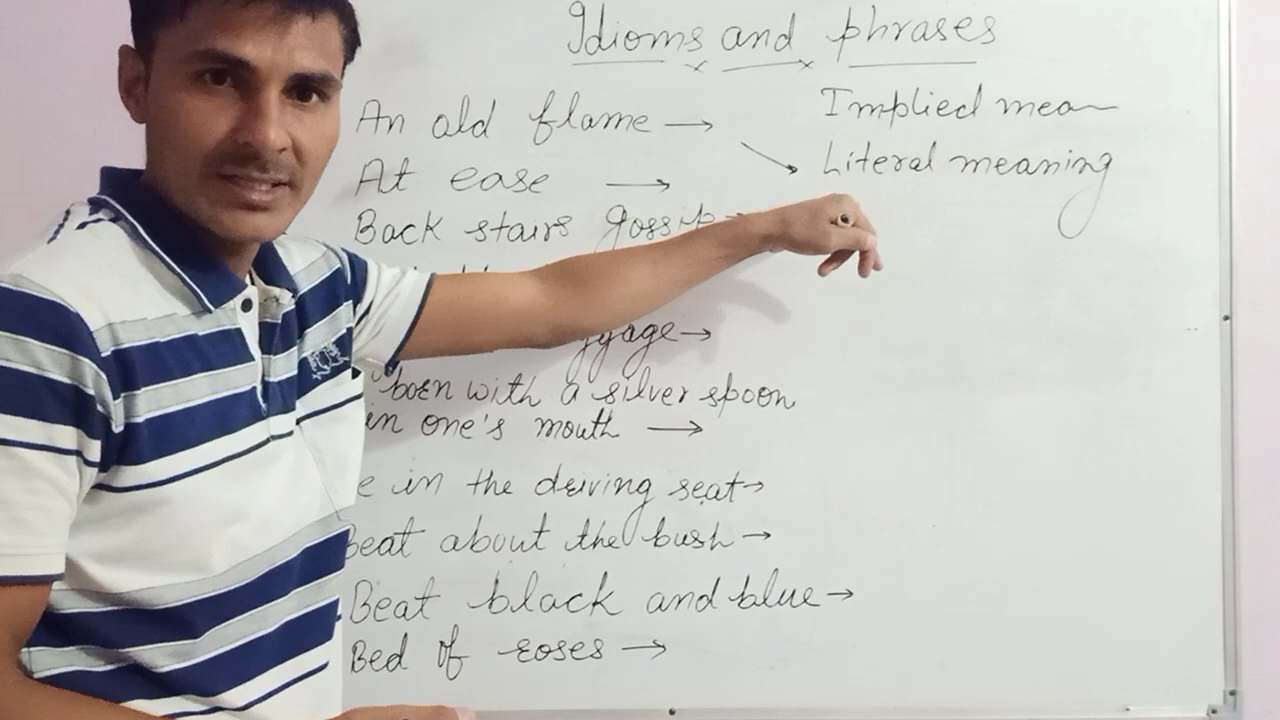 Idioms and phrases
An old flame → Implied mea
Literal meaning
At ease →
Back stairs gossip
born with a silver spoon
in one's mouth →
in the driving seat →
Beat about the bush →
Beat black and blue →
Bed of roses →